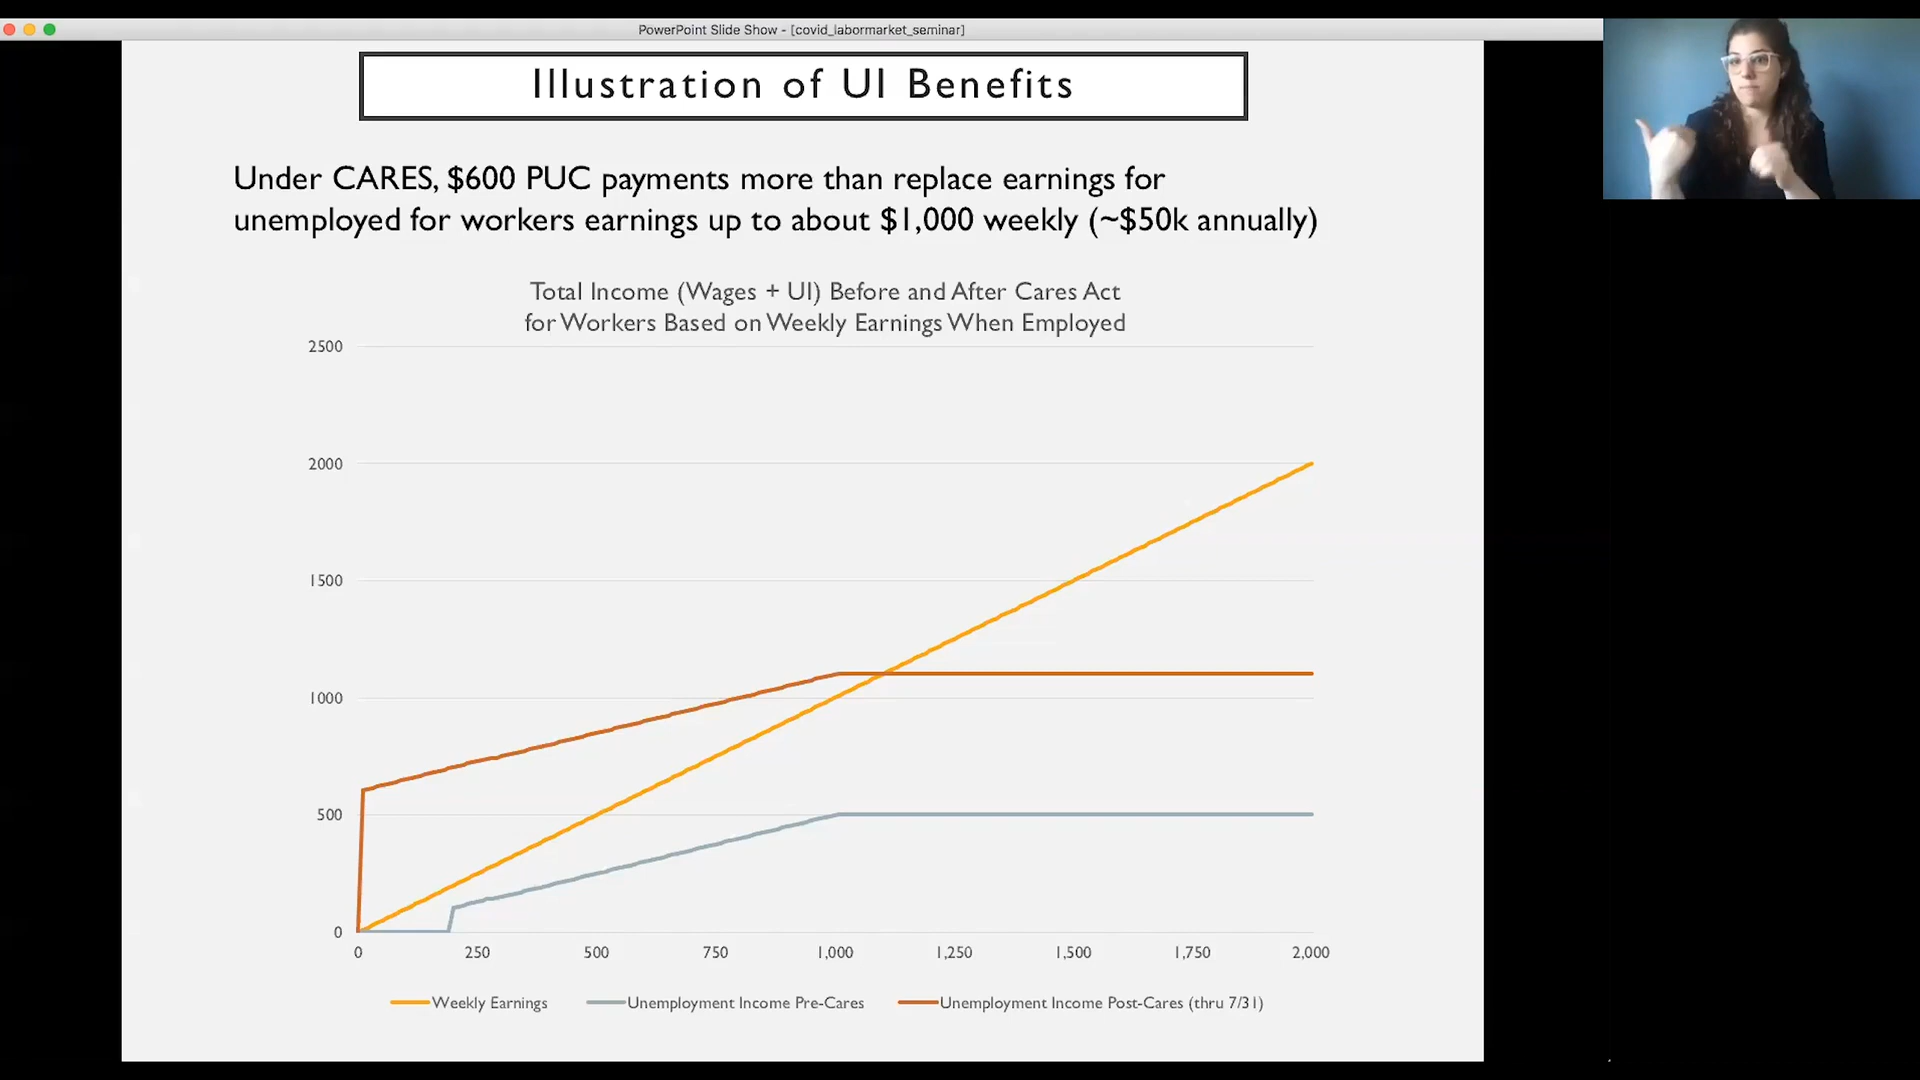 PowerPoint Slide Show - [covid_labormarket_seminar]
Illustration of UI Benefits
Under CARES, $600 PUC payments more than replace earnings for
unemployed for workers earnings up to about $1,000 weekly (~$50k annually)
Total Income (Wages + UI) Before and After Cares Act
for Workers Based on Weekly Earnings When Employed
2500
2000
1500
1000
500
0
0 250 500 750 1,000 1,250 1,500 1,750 2,000
Weekly Earnings Unemployment Income Pre-Cares Unemployment Income Post-Cares (thru 7/31)